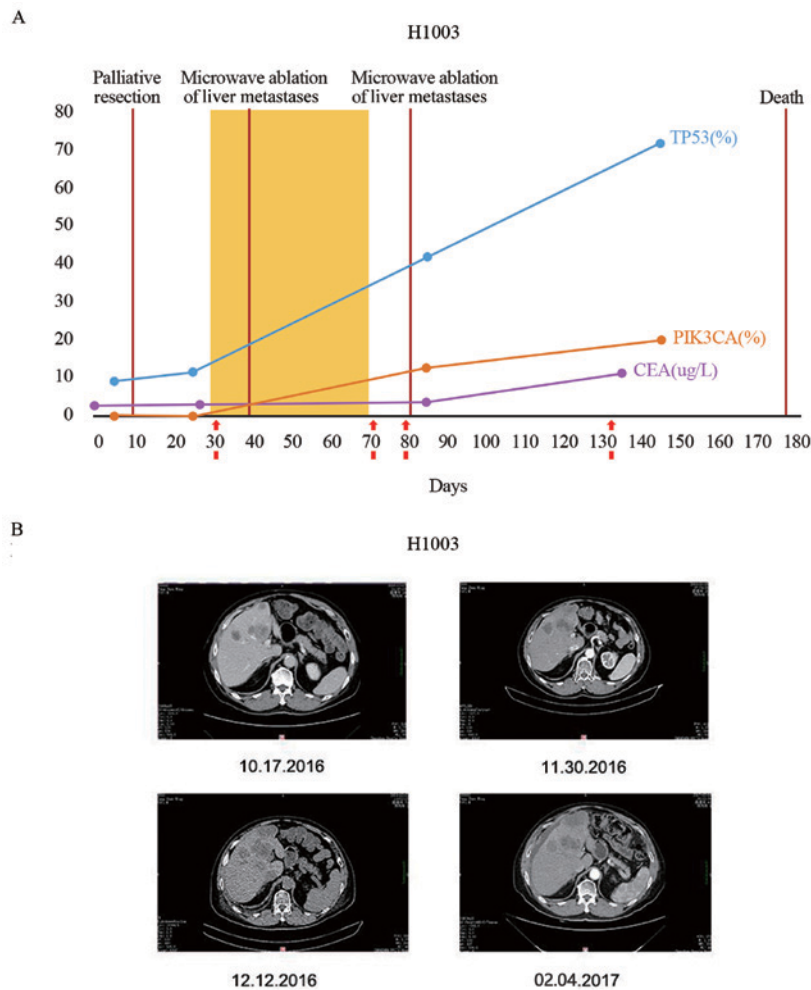 A
H1003
Palliative
resection
Microwave ablation
of liver metastases
Microwave ablation
of liver metastases
Death
80
70
60
50
40
30
20
10
0
TP53(%)
PIK3CA(%)
CEA(ug/L)
0 10 20 30 40 50 60 70 80 90 100 110 120 130 140 150 160 170 180
Days
B
H1003
10.17.2016
11.30.2016
12.12.2016
02.04.2017